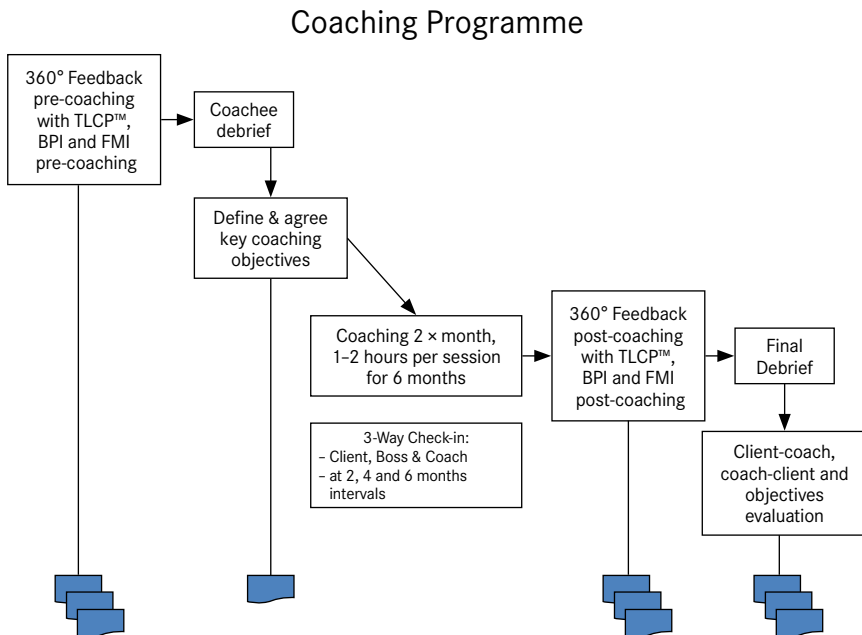 Coaching Programme
360° Feedback
pre-coaching
with TLCP™,
BPI and FMI
pre-coaching
Coachee
debrief
Define & agree
key coaching
objectives
Coaching 2 × month,
1–2 hours per session
for 6 months
3-Way Check-in:
– Client, Boss & Coach
– at 2, 4 and 6 months
intervals
360° Feedback
post-coaching
with TLCP™,
BPI and FMI
post-coaching
Final
Debrief
Client-coach,
coach-client and
objectives
evaluation